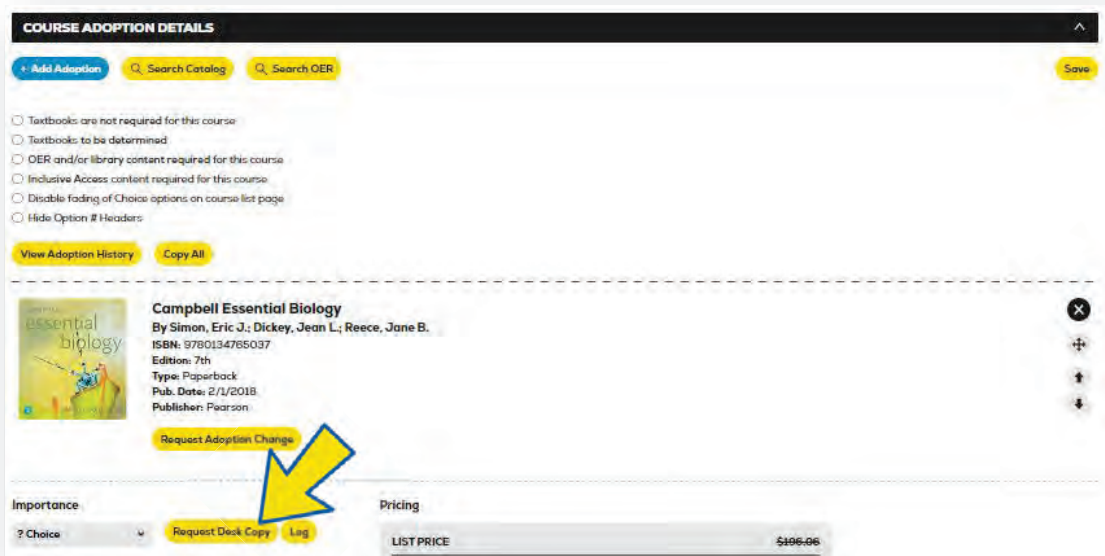 COURSE ADOPTION DETAILS
+ Add Adoption Search Catalog Search OER Save
Textbooks are not required for this course
Textbooks to be determined
OER and/or library content required for this course
Inclusive Access content required for this course
Disable fading of Choice options on course list page
Hide Option # Headers
View Adoption History Copy All
essential
biology
Campbell Essential Biology
By Simon, Eric J.; Dickey, Jean L.; Reece, Jane B.
ISBN: 9780134765037
Edition: 7th
Type: Paperback
Pub. Date: 2/1/2018
Publisher: Pearson
Request Adoption Change
Importance
? Choice Request Desk Copy Log
Pricing
LIST PRICE $196.06